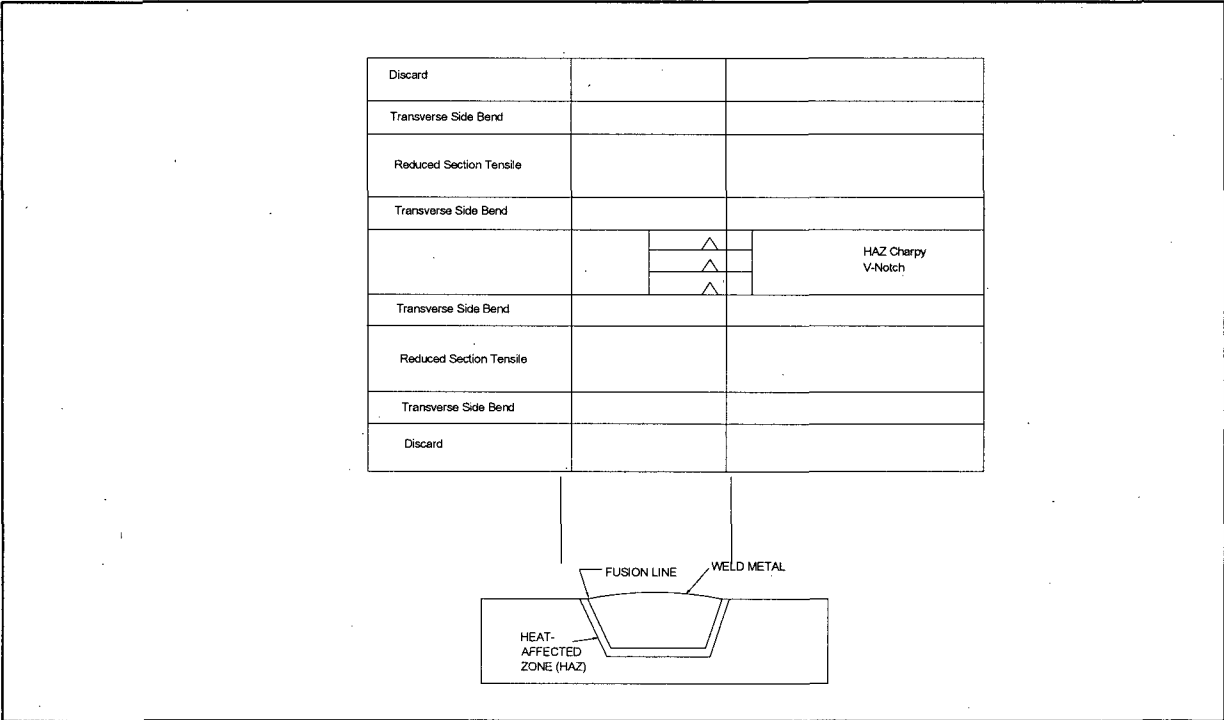 Discard
Transverse Side Bend
Reduced Section Tensile
Transverse Side Bend
HAZ Charpy
V-Notch
Transverse Side Bend
Reduced Section Tensile
Transverse Side Bend
Discard
FUSION LINE
WELD METAL
HEAT-
AFFECTED
ZONE (HAZ)